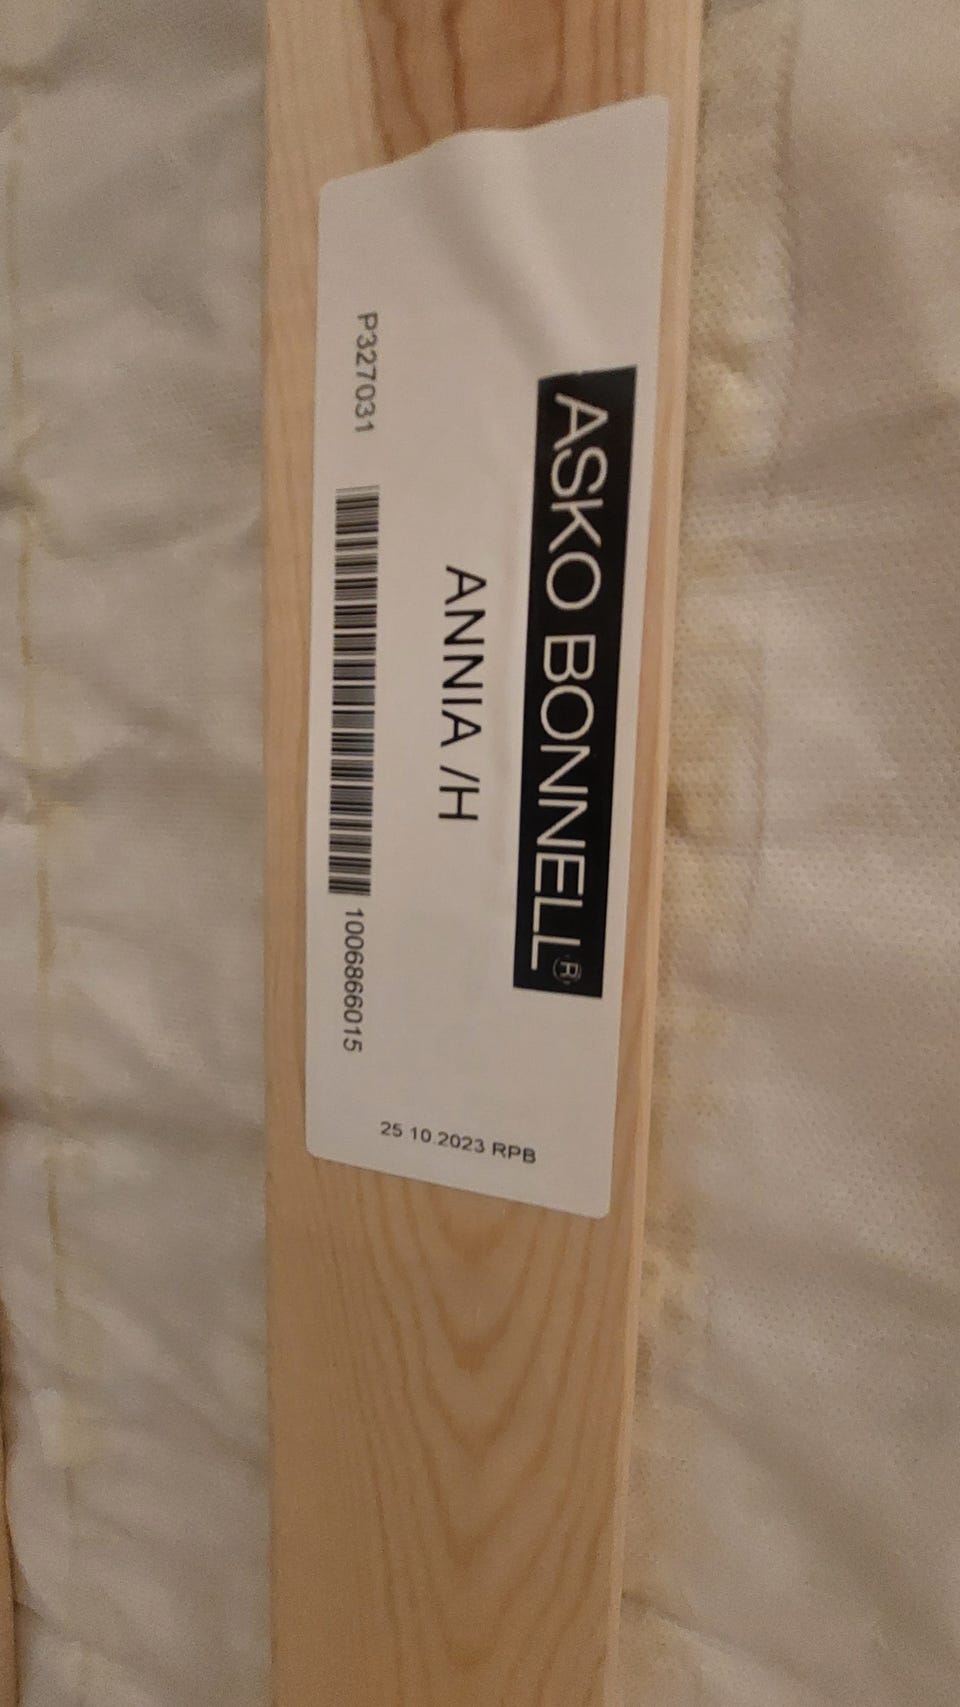 ASKO BONNELL®
ANNIA /H
P327031 1006866015
25 10.2023 RPB